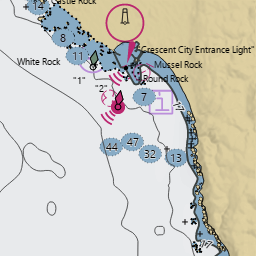 Castle Rock
8
Crescent City Entrance Light"
11
White Rock
Mussel Rock
"1"
Round Rock
"2"
7
44
47
32
13